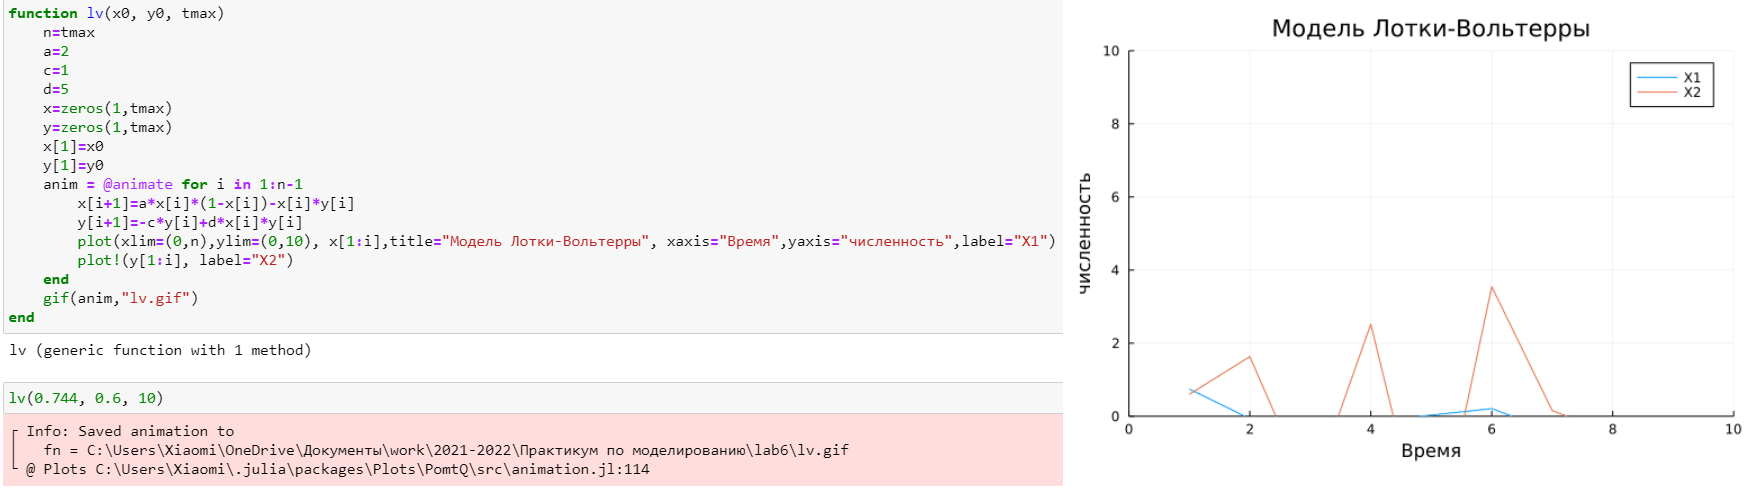 function lv(x0, y0, tmax)
    n=tmax
    a=2
    c=1
    d=5
    x=zeros(1,tmax)
    y=zeros(1,tmax)
    x[1]=x0
    y[1]=y0
    anim = @animate for i in 1:n-1
        x[i+1]=a*x[i]*(1-x[i])-x[i]*y[i]
        y[i+1]=-c*y[i]+d*x[i]*y[i]
        plot(xlim=(0,n),ylim=(0,10), x[1:i],title="Модель Лотки-Вольтерры", xaxis="Время",yaxis="численность",label="X1")
        plot!(y[1:i], label="X2")
    end
    gif(anim,"lv.gif")
end
lv (generic function with 1 method)
lv(0.744, 0.6, 10)
┌ Info: Saved animation to
│   fn = C:\Users\Xiaomi\OneDrive\Документы\work\2021-2022\Практикум по моделированию\lab6\lv.gif
└ @ Plots C:\Users\Xiaomi\.julia\packages\Plots\PomtQ\src\animation.jl:114
Модель Лотки-Вольтерры
X1
X2
численность
10
8
6
4
2
0
0 2 4 6 8 10
Время